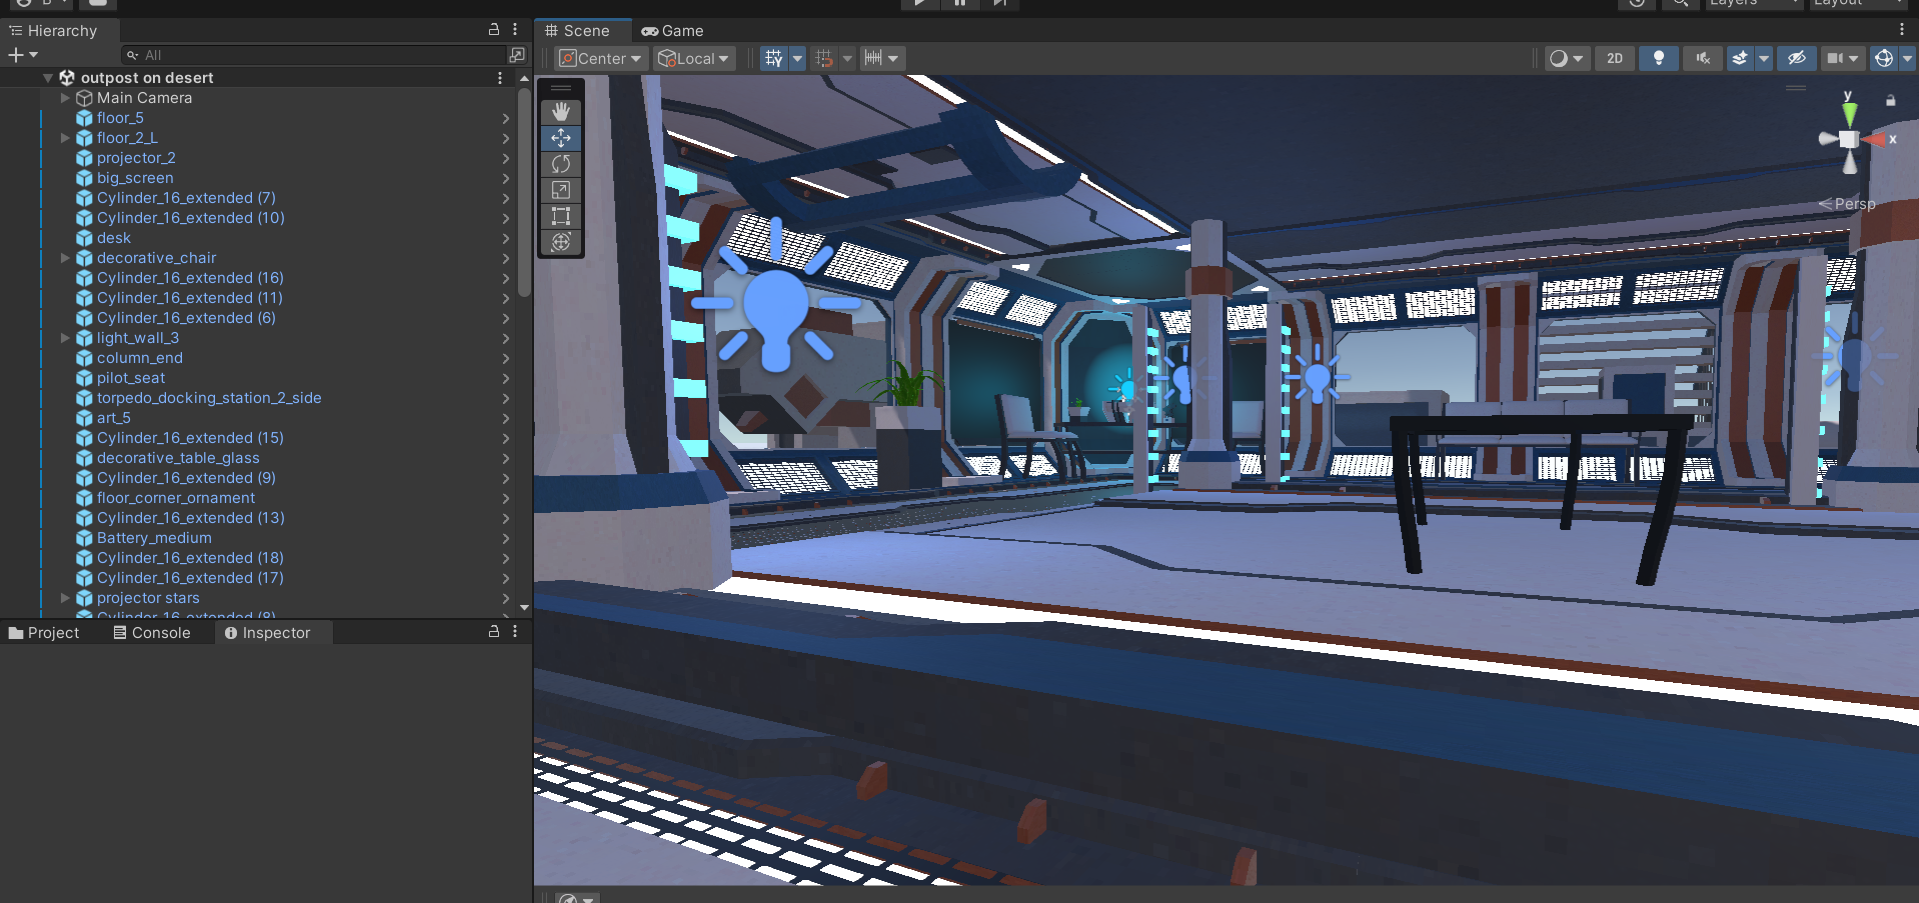 B
Layers
Layout
Hierarchy
All
outpost on desert
Main Camera
floor_5
floor_2_L
projector_2
big_screen
Cylinder_16_extended (7)
Cylinder_16_extended (10)
desk
decorative_chair
Cylinder_16_extended (16)
Cylinder_16_extended (11)
Cylinder_16_extended (6)
light_wall_3
column_end
pilot_seat
torpedo_docking_station_2_side
art_5
Cylinder_16_extended (15)
decorative_table_glass
Cylinder_16_extended (9)
floor_corner_ornament
Cylinder_16_extended (13)
Battery_medium
Cylinder_16_extended (18)
Cylinder_16_extended (17)
projector stars
Cylinder_16_extended (8)
Project
Console
Inspector
Scene
Game
Center
Local
2D
y
x
Persp